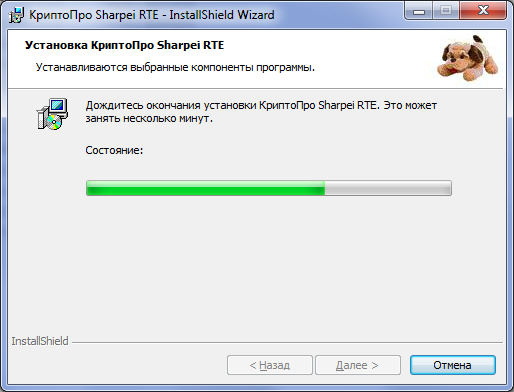 КриптоПро Sharpei RTE - InstallShield Wizard
Установка КриптоПро Sharpei RTE
Устанавливаются выбранные компоненты программы.
Дождитесь окончания установки КриптоПро Sharpei RTE. Это может
занять несколько минут.
Состояние:
InstallShield
< Назад
Далее >
Отмена